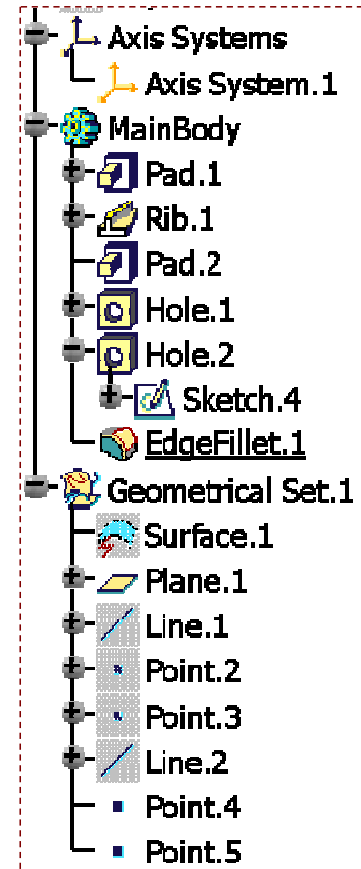 Axis Systems
Axis System.1
MainBody
Pad.1
Rib.1
Pad.2
Hole.1
Hole.2
Sketch.4
EdgeFillet.1
Geometrical Set.1
Surface.1
Plane.1
Line.1
Point.2
Point.3
Line.2
Point.4
Point.5